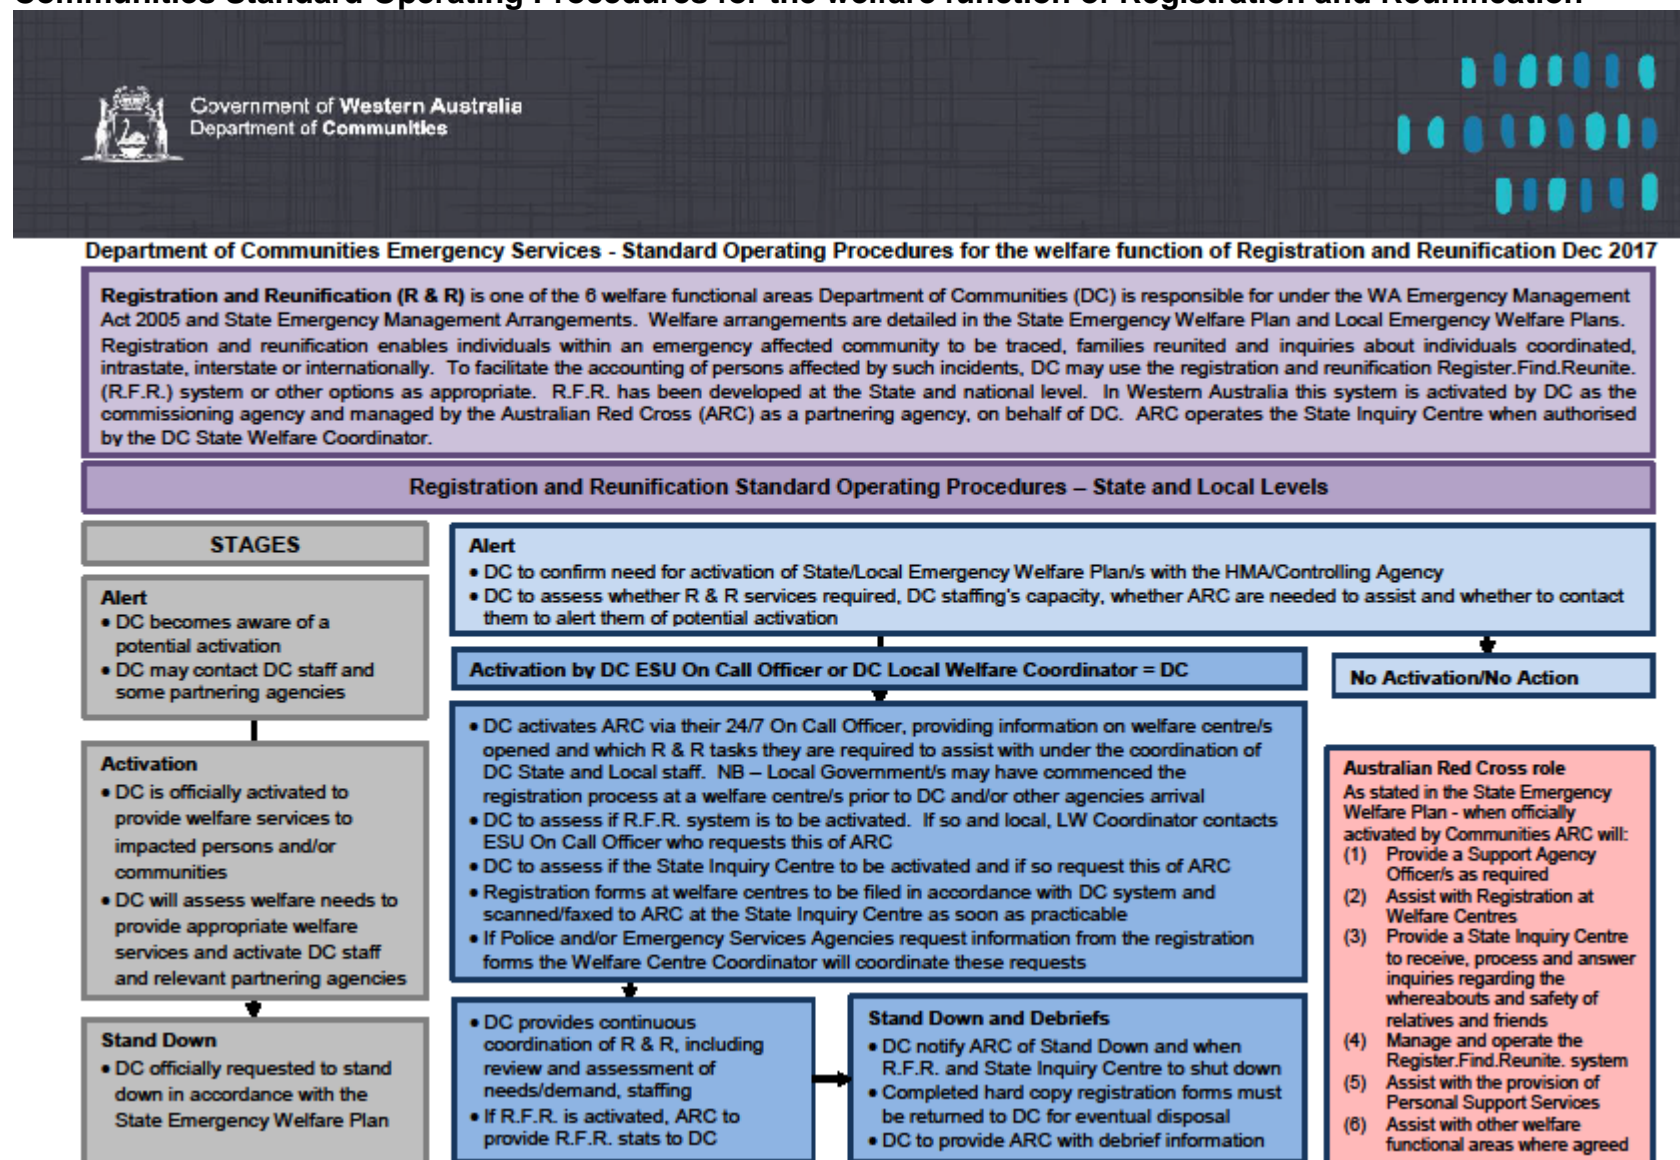 Communities Standard Operating Procedures for the welfare function of Registration and Reunification
Government of Western Australia
Department of Communities
Department of Communities Emergency Services - Standard Operating Procedures for the welfare function of Registration and Reunification Dec 2017
Registration and Reunification (R & R) is one of the 6 welfare functional areas Department of Communities (DC) is responsible for under the WA Emergency Management
Act 2005 and State Emergency Management Arrangements. Welfare arrangements are detailed in the State Emergency Welfare Plan and Local Emergency Welfare Plans.
Registration and reunification enables individuals within an emergency affected community to be traced, families reunited and inquiries about individuals coordinated,
intrastate, interstate or internationally. To facilitate the accounting of persons affected by such incidents, DC may use the registration and reunification Register.Find.Reunite.
(R.F.R.) system or other options as appropriate. R.F.R. has been developed at the State and national level. In Western Australia this system is activated by DC as the
commissioning agency and managed by the Australian Red Cross (ARC) as a partnering agency, on behalf of DC. ARC operates the State Inquiry Centre when authorised
by the DC State Welfare Coordinator.
Registration and Reunification Standard Operating Procedures – State and Local Levels
STAGES
Alert
• DC becomes aware of a
potential activation
• DC may contact DC staff and
some partnering agencies
Activation
• DC is officially activated to
provide welfare services to
impacted persons and/or
communities
• DC will assess welfare needs to
provide appropriate welfare
services and activate DC staff
and relevant partnering agencies
Stand Down
• DC officially requested to stand
down in accordance with the
State Emergency Welfare Plan
Alert
• DC to confirm need for activation of State/Local Emergency Welfare Plan/s with the HMA/Controlling Agency
• DC to assess whether R & R services required, DC staffing's capacity, whether ARC are needed to assist and whether to contact
them to alert them of potential activation
Activation by DC ESU On Call Officer or DC Local Welfare Coordinator = DC
No Activation/No Action
• DC activates ARC via their 24/7 On Call Officer, providing information on welfare centre/s
opened and which R & R tasks they are required to assist with under the coordination of
DC State and Local staff. NB – Local Government/s may have commenced the
registration process at a welfare centre/s prior to DC and/or other agencies arrival
• DC to assess if R.F.R. system is to be activated. If so and local, LW Coordinator contacts
ESU On Call Officer who requests this of ARC
• DC to assess if the State Inquiry Centre to be activated and if so request this of ARC
• Registration forms at welfare centres to be filed in accordance with DC system and
scanned/faxed to ARC at the State Inquiry Centre as soon as practicable
• If Police and/or Emergency Services Agencies request information from the registration
forms the Welfare Centre Coordinator will coordinate these requests
• DC provides continuous
coordination of R & R, including
review and assessment of
needs/demand, staffing
• If R.F.R. is activated, ARC to
provide R.F.R. stats to DC
Stand Down and Debriefs
• DC notify ARC of Stand Down and when
R.F.R. and State Inquiry Centre to shut down
• Completed hard copy registration forms must
be returned to DC for eventual disposal
• DC to provide ARC with debrief information
Australian Red Cross role
As stated in the State Emergency
Welfare Plan - when officially
activated by Communities ARC will:
(1) Provide a Support Agency
Officer/s as required
(2) Assist with Registration at
Welfare Centres
(3) Provide a State Inquiry Centre
to receive, process and answer
inquiries regarding the
whereabouts and safety of
relatives and friends
(4) Manage and operate the
Register.Find.Reunite. system
(5) Assist with the provision of
Personal Support Services
(6) Assist with other welfare
functional areas where agreed